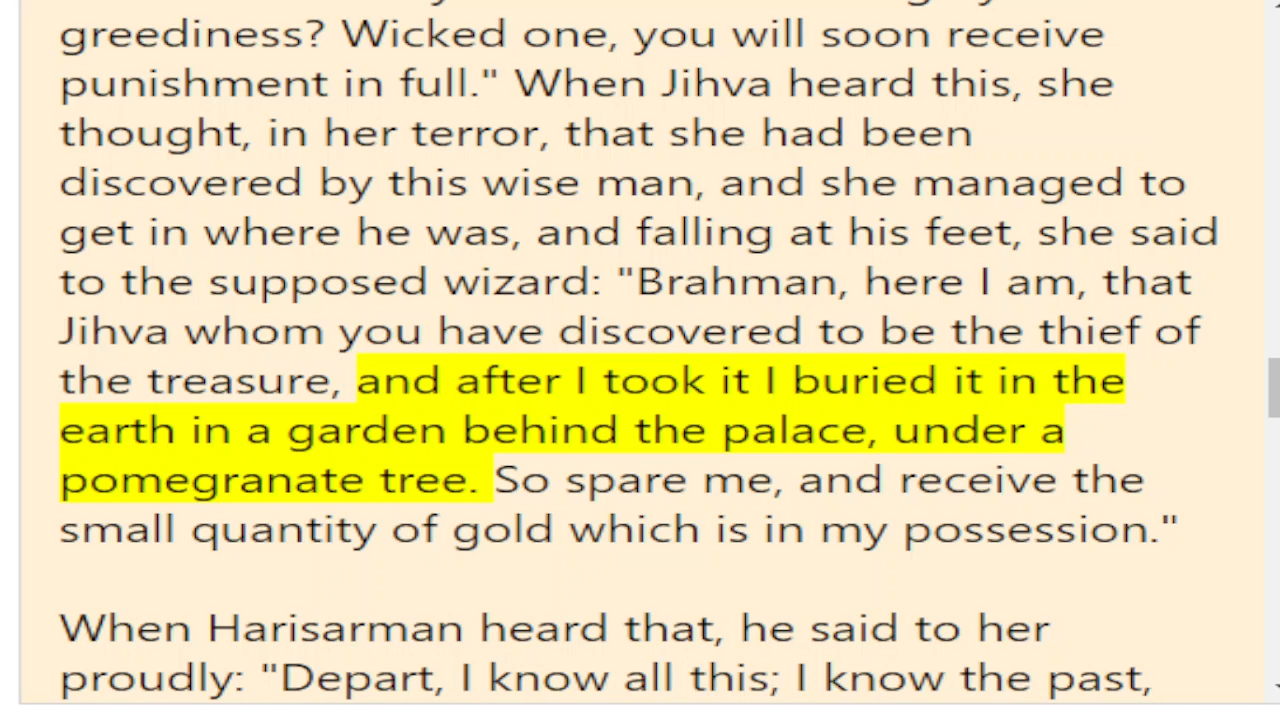 greediness? Wicked one, you will soon receive
punishment in full." When Jihva heard this, she
thought, in her terror, that she had been
discovered by this wise man, and she managed to
get in where he was, and falling at his feet, she said
to the supposed wizard: "Brahman, here I am, that
Jihva whom you have discovered to be the thief of
the treasure, and after I took it I buried it in the
earth in a garden behind the palace, under a
pomegranate tree. So spare me, and receive the
small quantity of gold which is in my possession."
When Harisarman heard that, he said to her
proudly: "Depart, I know all this; I know the past,